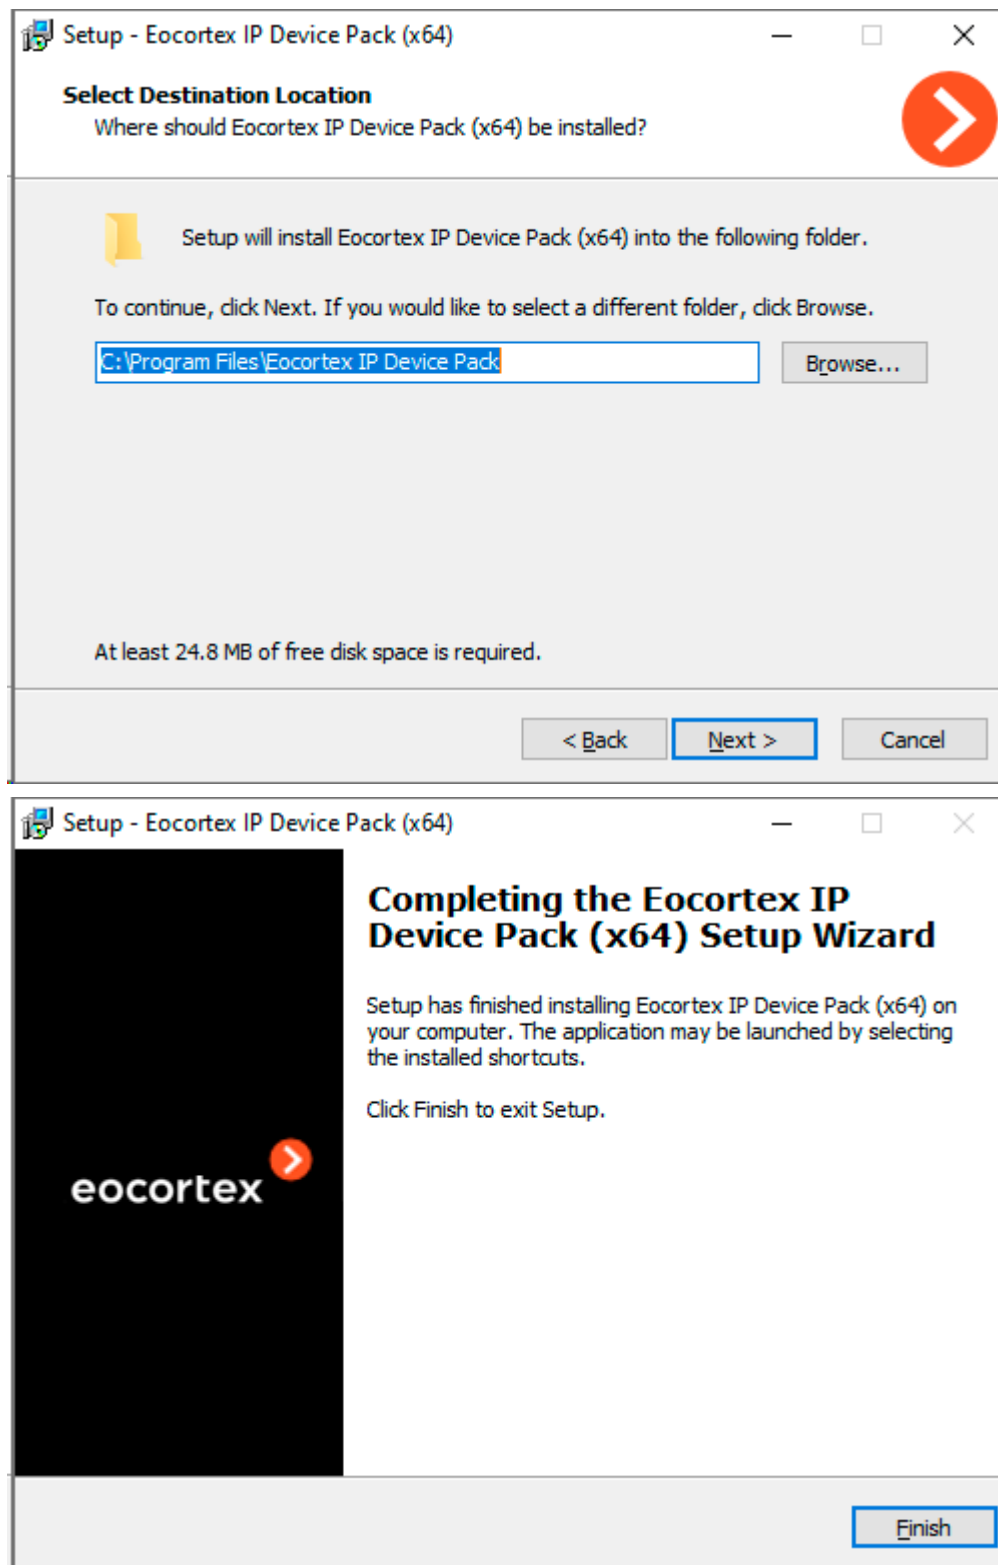 Setup - Eocortex IP Device Pack (x64)
Select Destination Location
Where should Eocortex IP Device Pack (x64) be installed?
Setup will install Eocortex IP Device Pack (x64) into the following folder.
To continue, click Next. If you would like to select a different folder, click Browse.
C:\Program Files\Eocortex IP Device Pack
Browse...
At least 24.8 MB of free disk space is required.
< Back
Next >
Cancel
Setup - Eocortex IP Device Pack (x64)
Completing the Eocortex IP
Device Pack (x64) Setup Wizard
Setup has finished installing Eocortex IP Device Pack (x64) on
your computer. The application may be launched by selecting
the installed shortcuts.
Click Finish to exit Setup.
eocortex
Finish